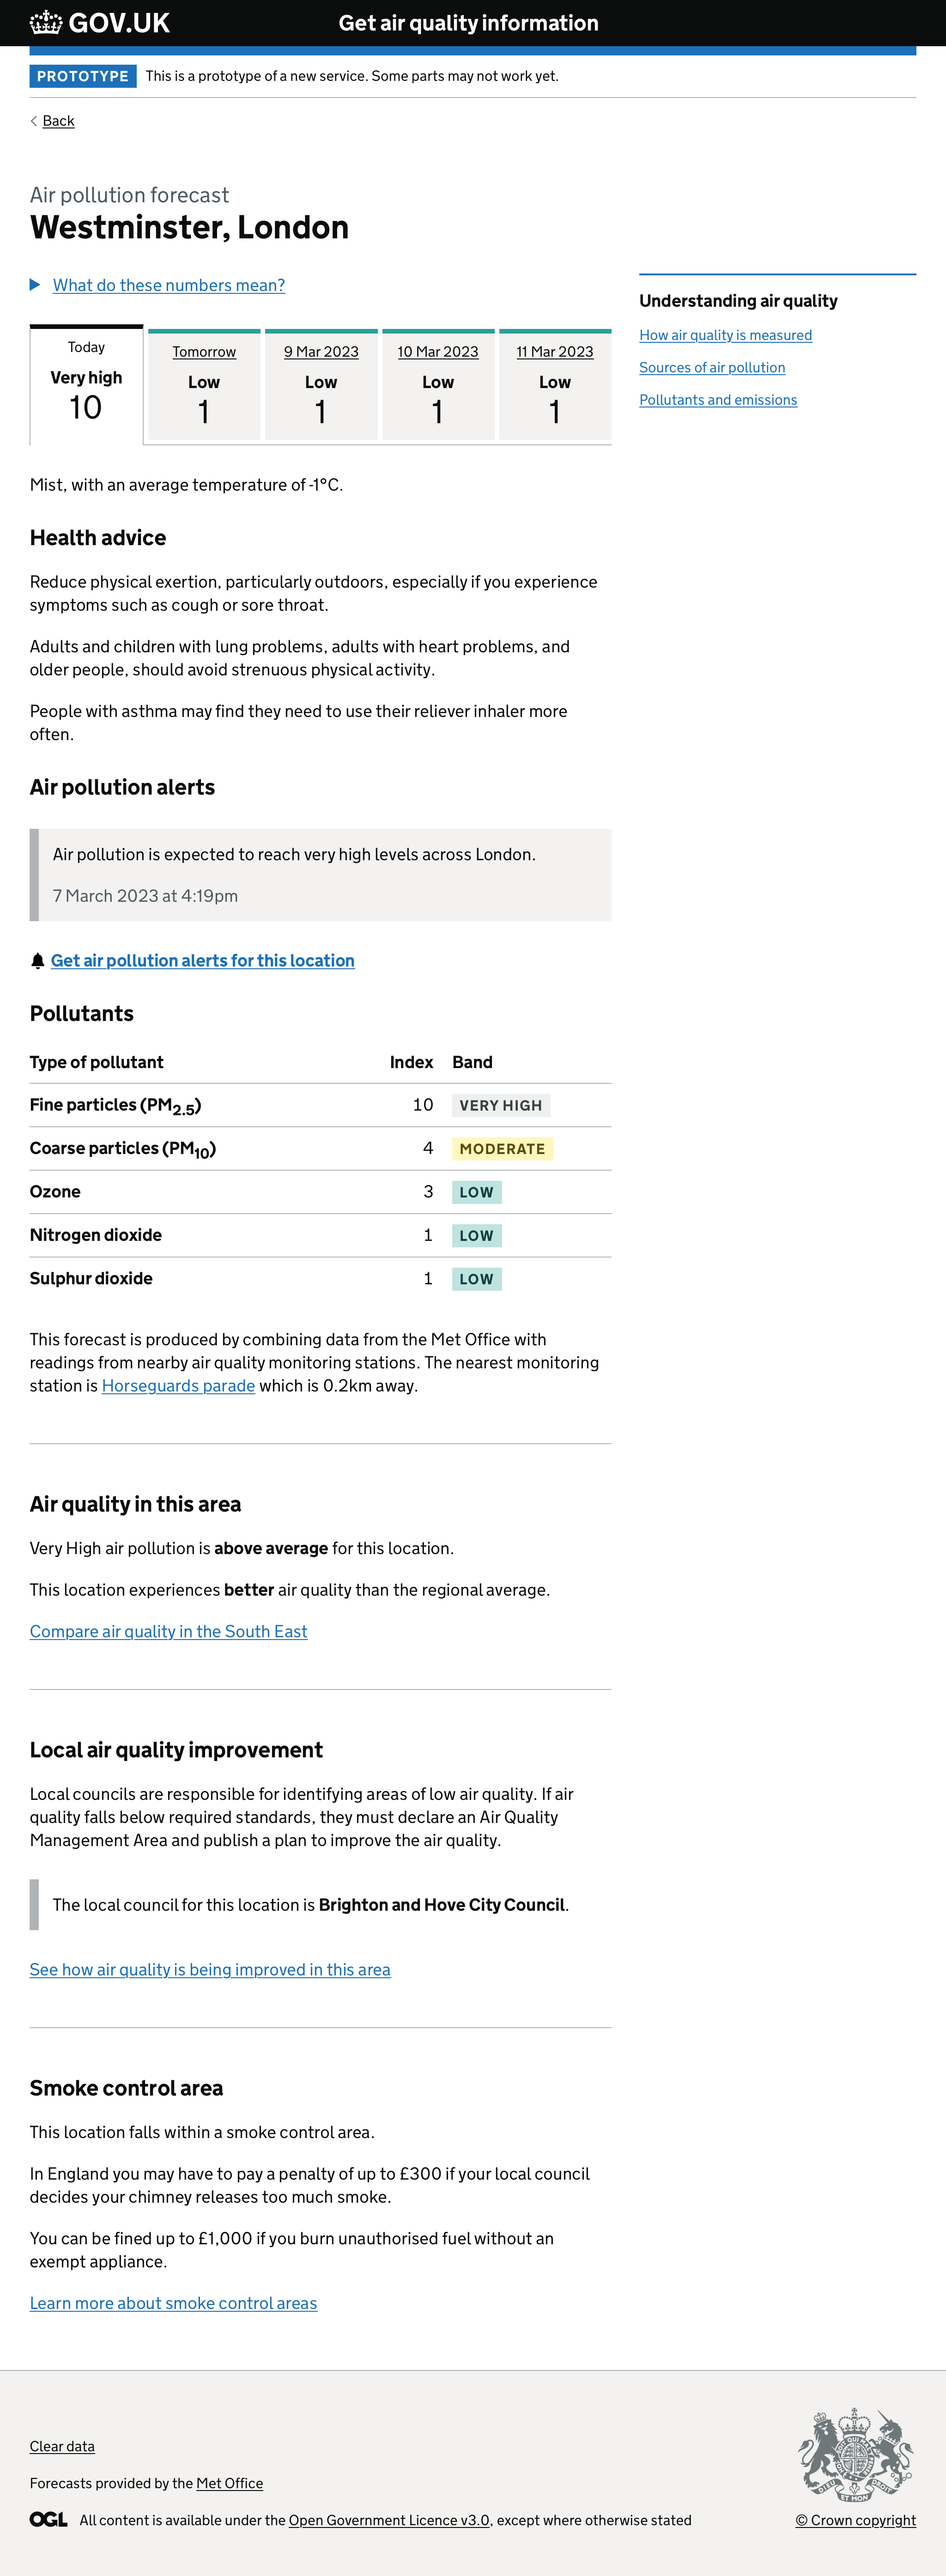 GOV.UK
Get air quality information
PROTOTYPE This is a prototype of a new service. Some parts may not work yet.
Back
Air pollution forecast
Westminster, London
What do these numbers mean?
Today
Very high
10
Tomorrow
Low
1
9 Mar 2023
Low
1
10 Mar 2023
Low
1
11 Mar 2023
Low
1
Understanding air quality
How air quality is measured
Sources of air pollution
Pollutants and emissions
Mist, with an average temperature of -1°C.
Health advice
Reduce physical exertion, particularly outdoors, especially if you experience
symptoms such as cough or sore throat.
Adults and children with lung problems, adults with heart problems, and
older people, should avoid strenuous physical activity.
People with asthma may find they need to use their reliever inhaler more
often.
Air pollution alerts
Air pollution is expected to reach very high levels across London.
7 March 2023 at 4:19pm
Get air pollution alerts for this location
Pollutants
Type of pollutant Index Band
Fine particles (PM2.5) 10 VERY HIGH
Coarse particles (PM10) 4 MODERATE
Ozone 3 LOW
Nitrogen dioxide 1 LOW
Sulphur dioxide 1 LOW
This forecast is produced by combining data from the Met Office with
readings from nearby air quality monitoring stations. The nearest monitoring
station is Horseguards parade which is 0.2km away.
Air quality in this area
Very High air pollution is above average for this location.
This location experiences better air quality than the regional average.
Compare air quality in the South East
Local air quality improvement
Local councils are responsible for identifying areas of low air quality. If air
quality falls below required standards, they must declare an Air Quality
Management Area and publish a plan to improve the air quality.
The local council for this location is Brighton and Hove City Council.
See how air quality is being improved in this area
Smoke control area
This location falls within a smoke control area.
In England you may have to pay a penalty of up to £300 if your local council
decides your chimney releases too much smoke.
You can be fined up to £1,000 if you burn unauthorised fuel without an
exempt appliance.
Learn more about smoke control areas
Clear data
Forecasts provided by the Met Office
OGL All content is available under the Open Government Licence v3.0, except where otherwise stated
DIEU ET MON DROIT
© Crown copyright